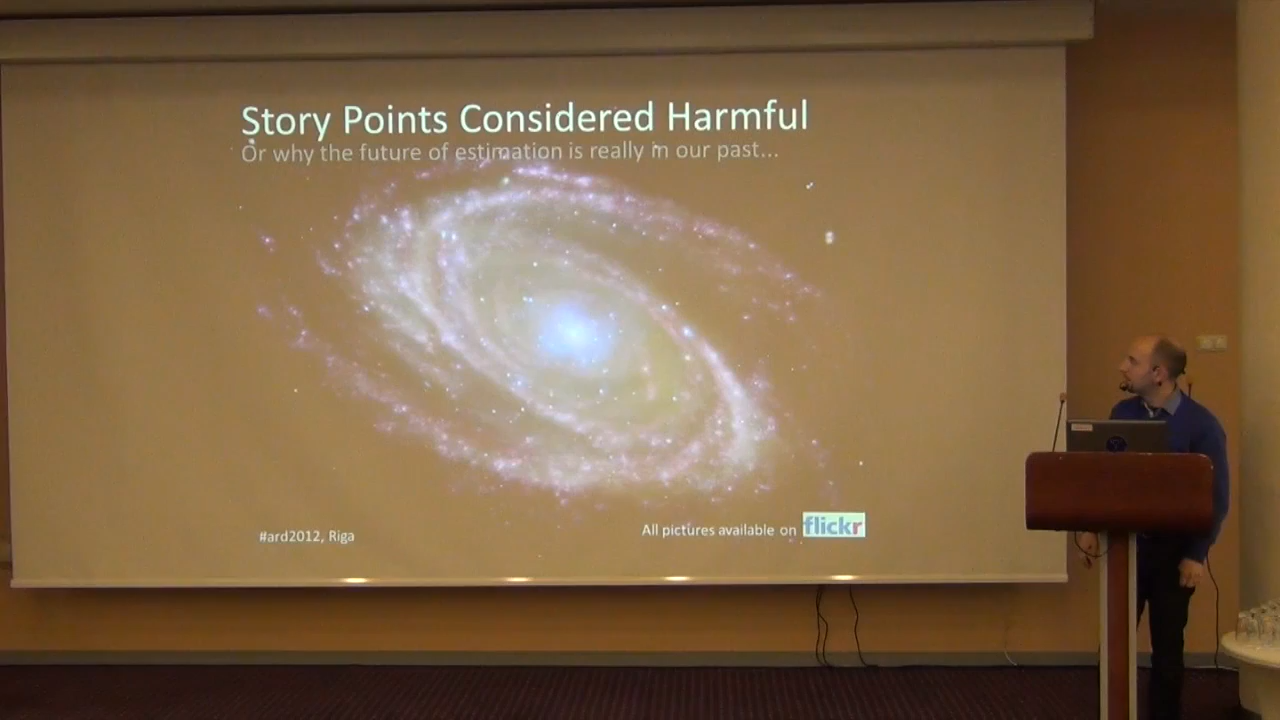 Story Points Considered Harmful
Or why the future of estimation is really in our past...
#ard2012, Riga
All pictures available on flickr